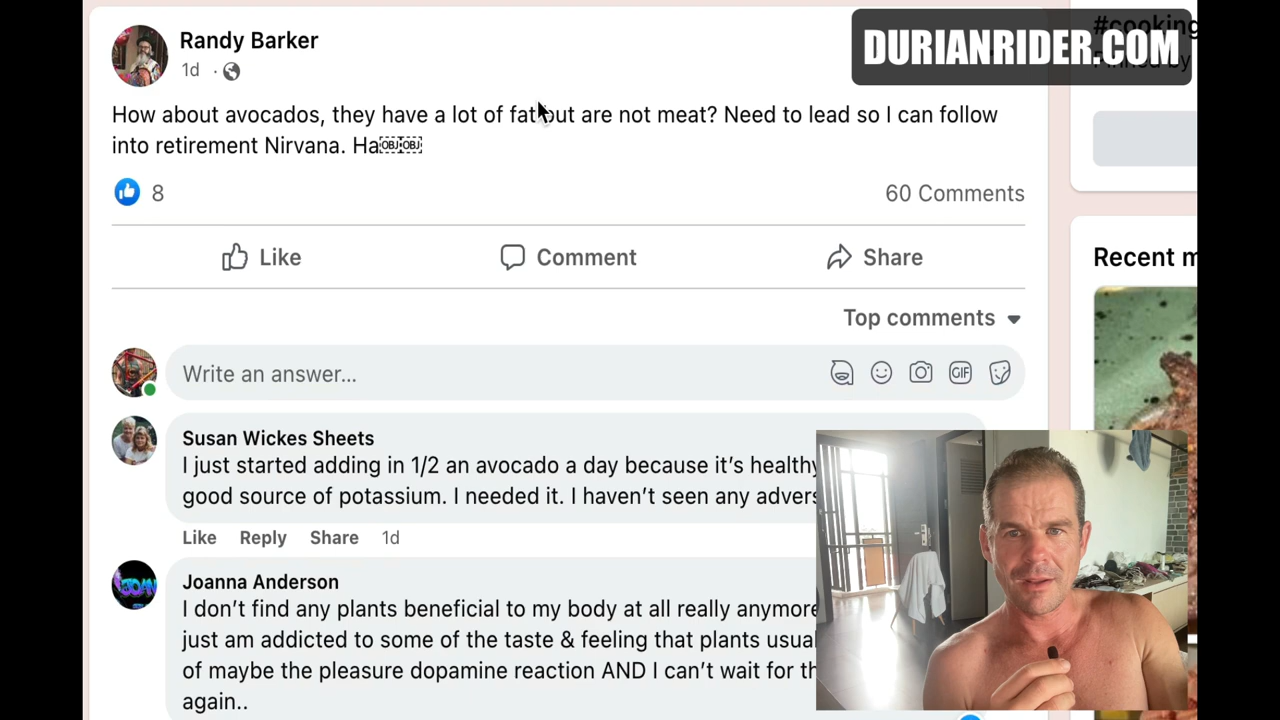 DURIANRIDER.COM
#cooking
Randy Barker
1d
How about avocados, they have a lot of fat but are not meat? Need to lead so I can follow
into retirement Nirvana. Ha
8
60 Comments
Like
Comment
Share
Recent m
Top comments
Write an answer...
GIF
Susan Wickes Sheets
I just started adding in 1/2 an avocado a day because it's healthy
good source of potassium. I needed it. I haven't seen any advers
Like Reply Share 1d
Joanna Anderson
I don't find any plants beneficial to my body at all really anymore
just am addicted to some of the taste & feeling that plants usual
of maybe the pleasure dopamine reaction AND I can't wait for th
again..